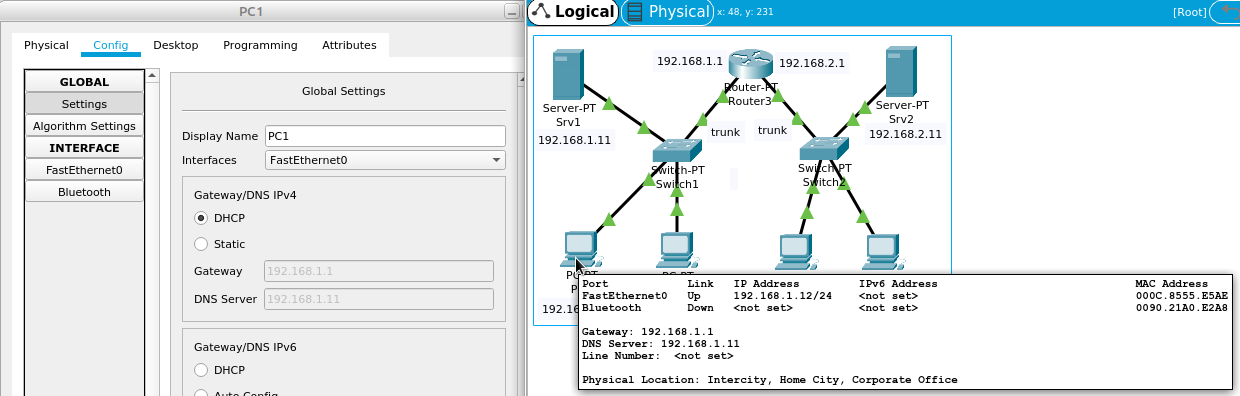 PC1
Physical
Config
Desktop
Programming
Attributes
GLOBAL
Settings
Algorithm Settings
INTERFACE
FastEthernet0
Bluetooth
Global Settings
Display Name PC1
Interfaces FastEthernet0
Gateway/DNS IPv4
DHCP
Static
Gateway 192.168.1.1
DNS Server 192.168.1.11
Gateway/DNS IPv6
DHCP
Auto Config
Logical
Physical
x: 48, y: 231
[Root]
192.168.1.1
192.168.2.1
Router-PT
Router3
Server-PT
Srv1
192.168.1.11
Server-PT
Srv2
192.168.2.11
trunk
trunk
Switch-PT
Switch1
Switch-PT
Switch2
Port Link IP Address IPv6 Address MAC Address
FastEthernet0 Up 192.168.1.12/24 <not set> 000C.8555.E5AE
Bluetooth Down <not set> <not set> 0090.21A0.E2A8
Gateway: 192.168.1.1
DNS Server: 192.168.1.11
Line Number: <not set>
Physical Location: Intercity, Home City, Corporate Office